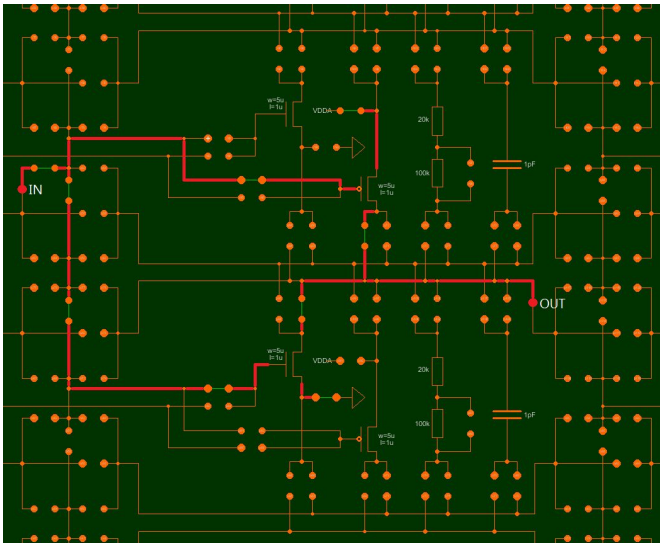 w=5u
l=1u
VDDA
20k
100k
1pF
w=5u
l=1u
IN
OUT
w=5u
l=1u
VDDA
20k
100k
1pF
w=5u
l=1u